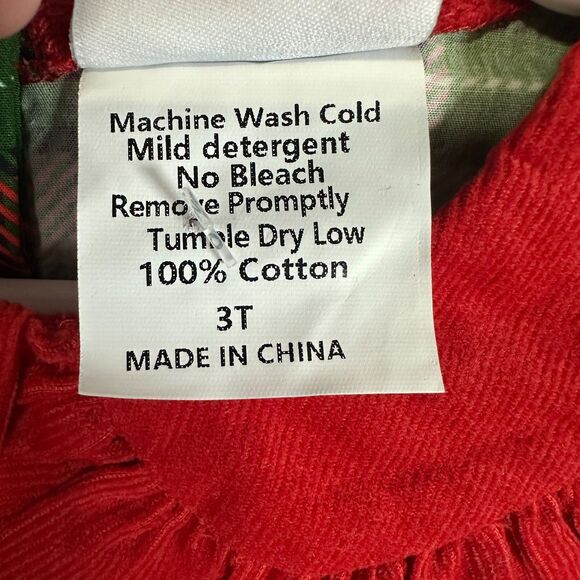 Machine Wash Cold
Mild detergent
No Bleach
Remove Promptly
Tumble Dry Low
100% Cotton
3T
MADE IN CHINA